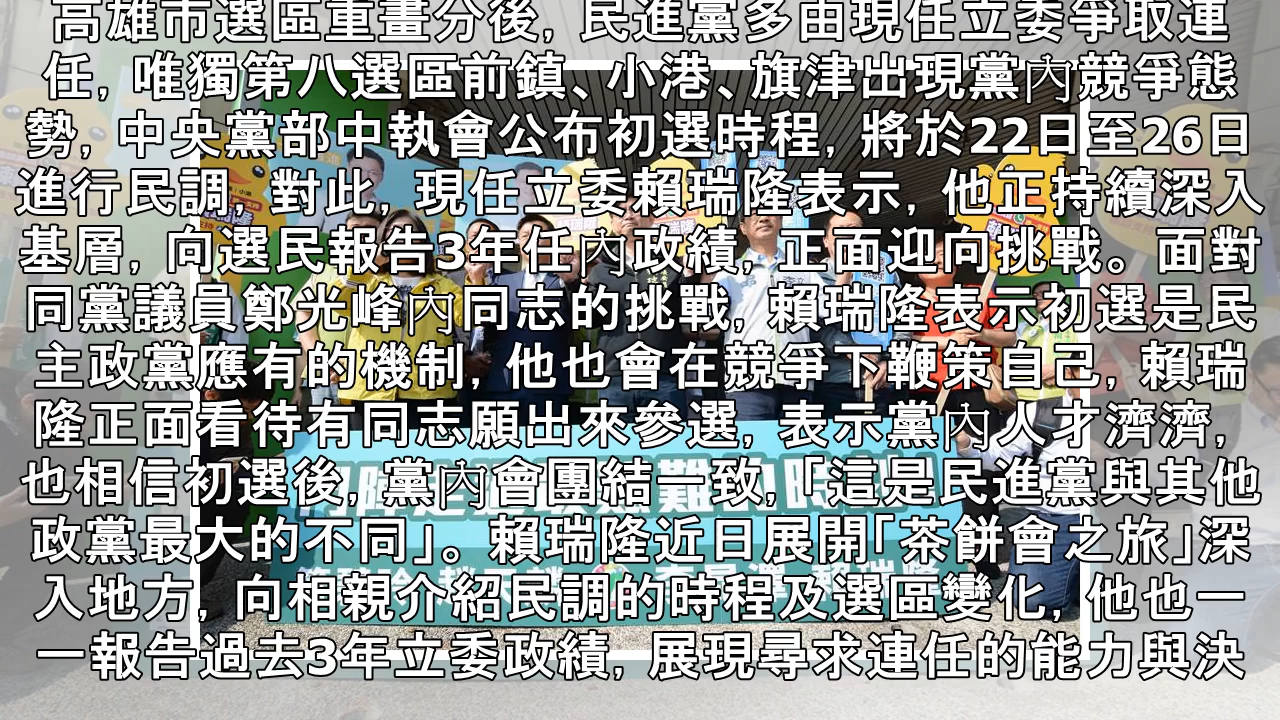 高雄市選區重畫分後, 民進黨多由現任立委爭取連
任, 唯獨第八選區前鎮、小港、旗津出現黨內競爭態
勢, 中央黨部中執會公布初選時程, 將於22日至26日
進行民調。對此, 現任立委賴瑞隆表示, 他正持續深入
基層, 向選民報告3年任內政績, 正面迎向挑戰。面對
同黨議員鄭光峰內同志的挑戰, 賴瑞隆表示初選是民
主政黨應有的機制, 他也會在競爭下鞭策自己, 賴瑞
隆正面看待有同志願出來參選, 表示黨內人才濟濟,
也相信初選後, 黨內會團結一致,「這是民進黨與其他
政黨最大的不同」。賴瑞隆近日展開「茶餅會之旅」深
入地方, 向相親介紹民調的時程及選區變化, 他也一
一報告過去3年立委政績, 展現尋求連任的能力與決